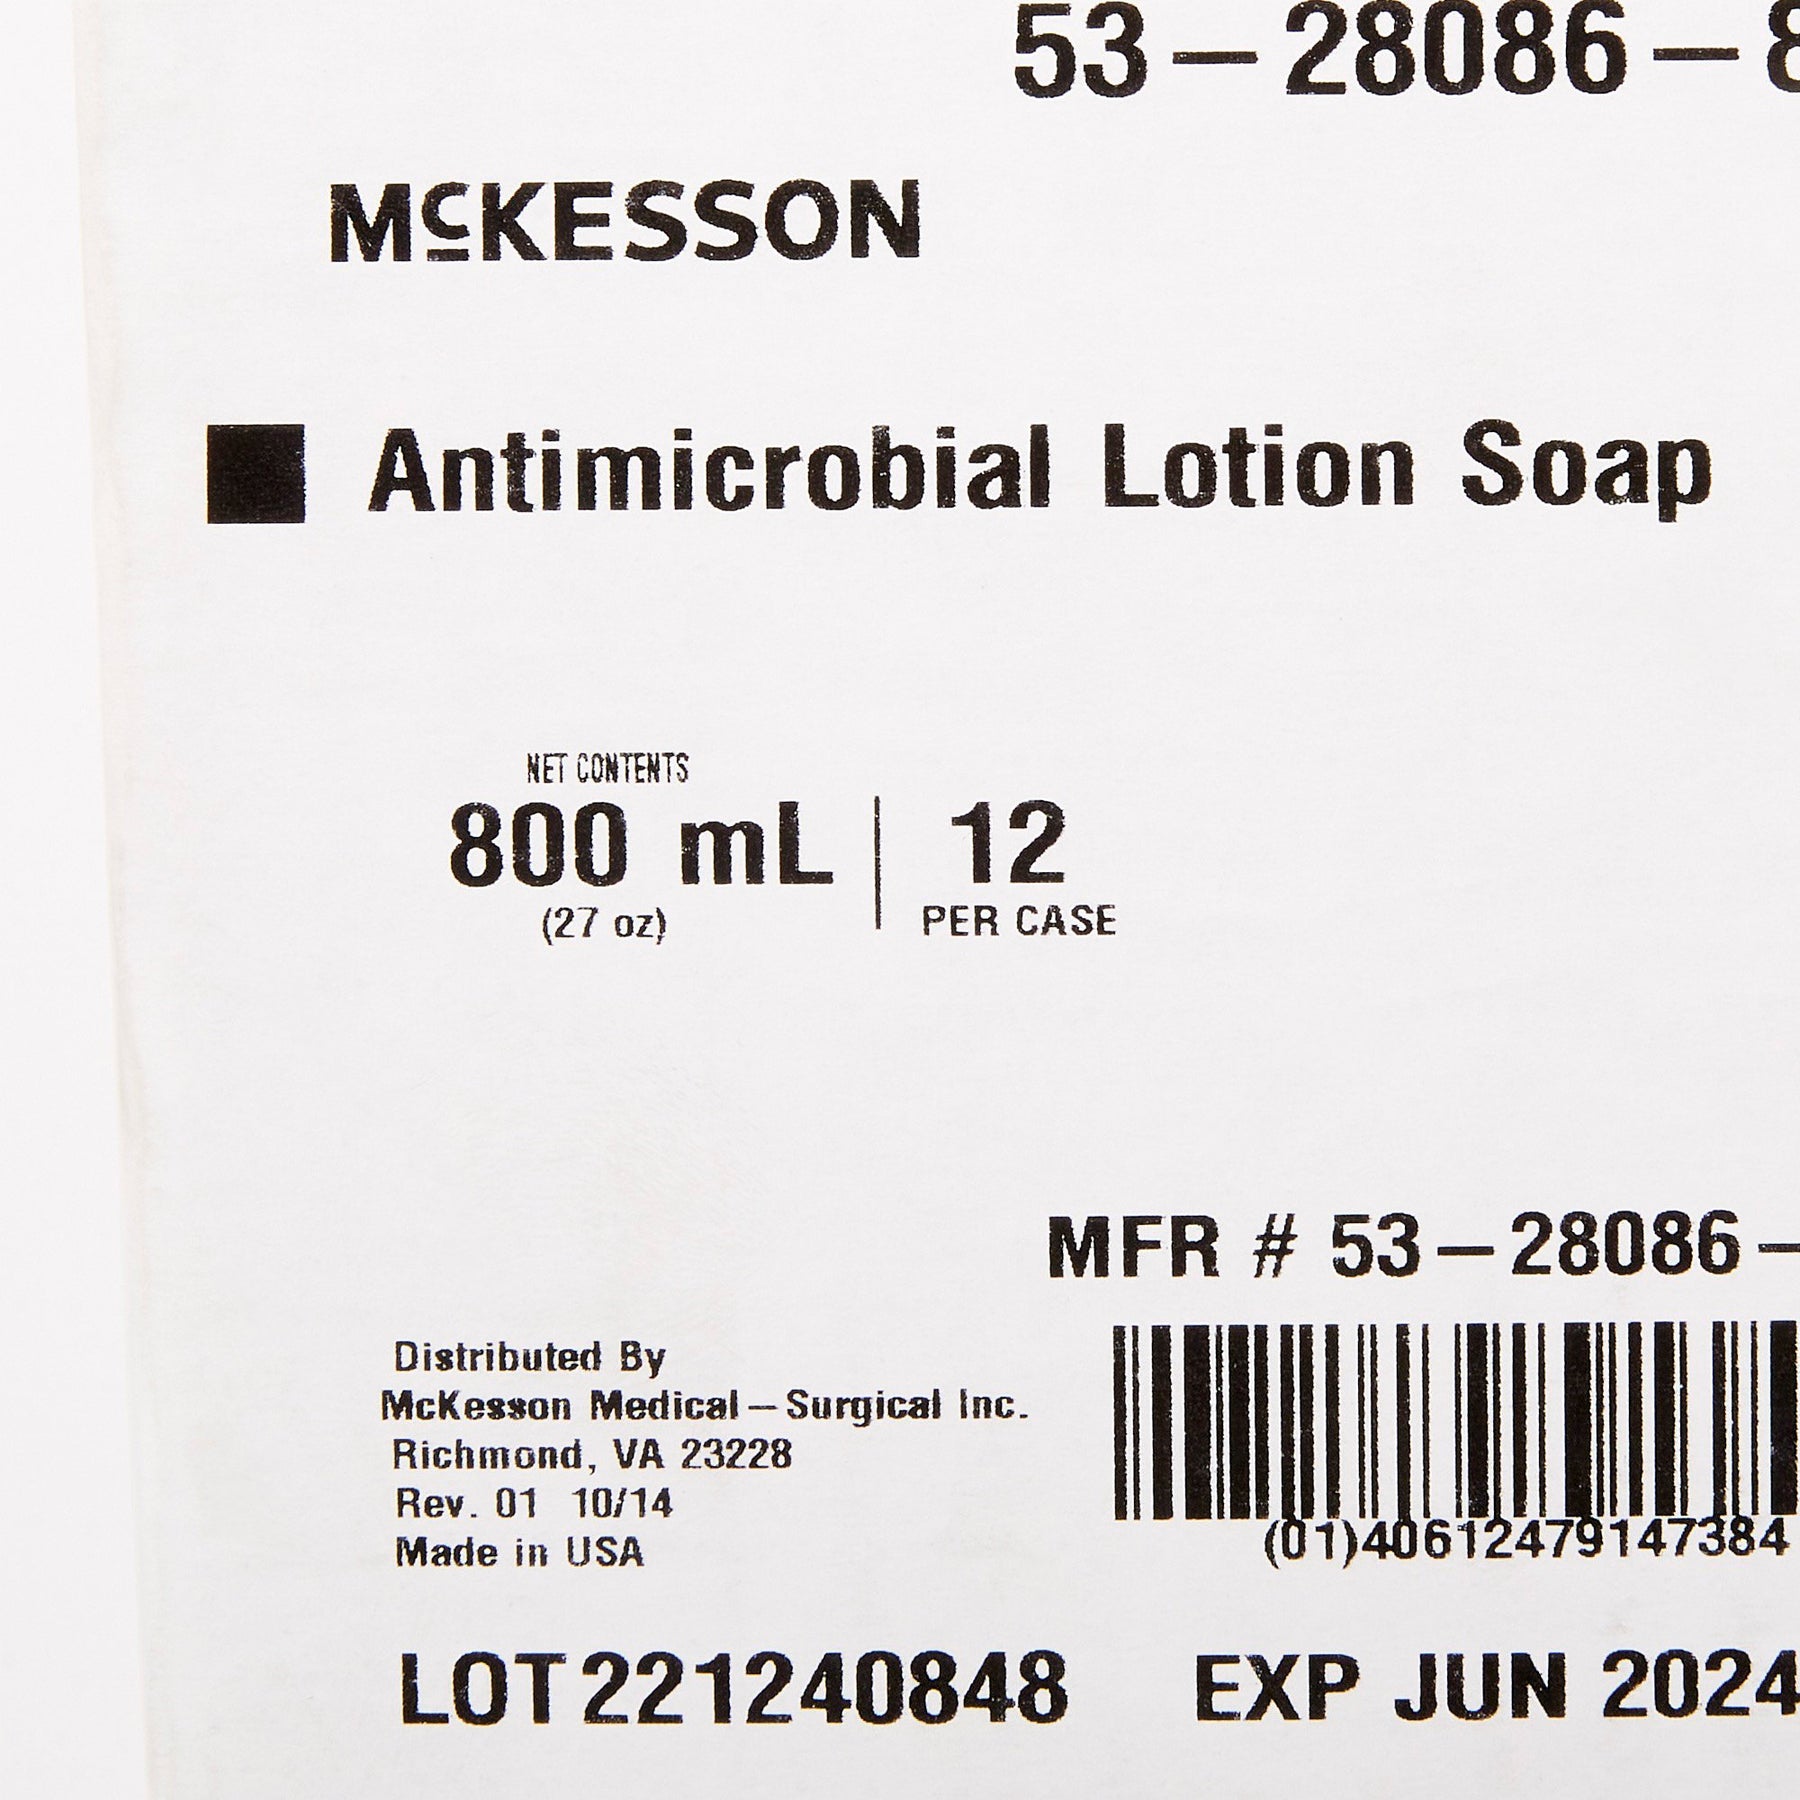 53-28086-8
McKESSON
Antimicrobial Lotion Soap
NET CONTENTS
800 mL
(27 oz)
12
PER CASE
MFR # 53-28086-
Distributed By
McKesson Medical-Surgical Inc.
Richmond, VA 23228
Rev. 01 10/14
Made in USA
(01)40612479147384
LOT221240848
EXP JUN 2024